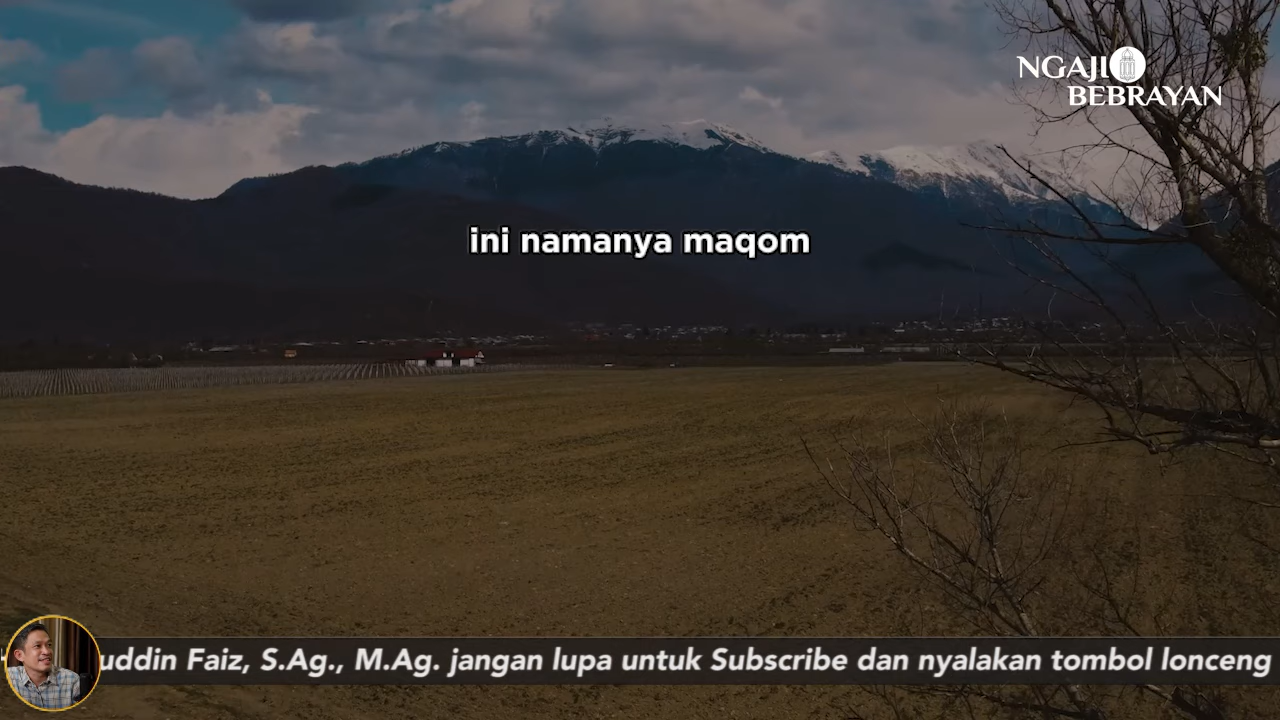 NGAJI
BEBRAYAN
ini namanya maqom
uddin Faiz, S.Ag., M.Ag. jangan lupa untuk Subscribe dan nyalakan tombol lonceng